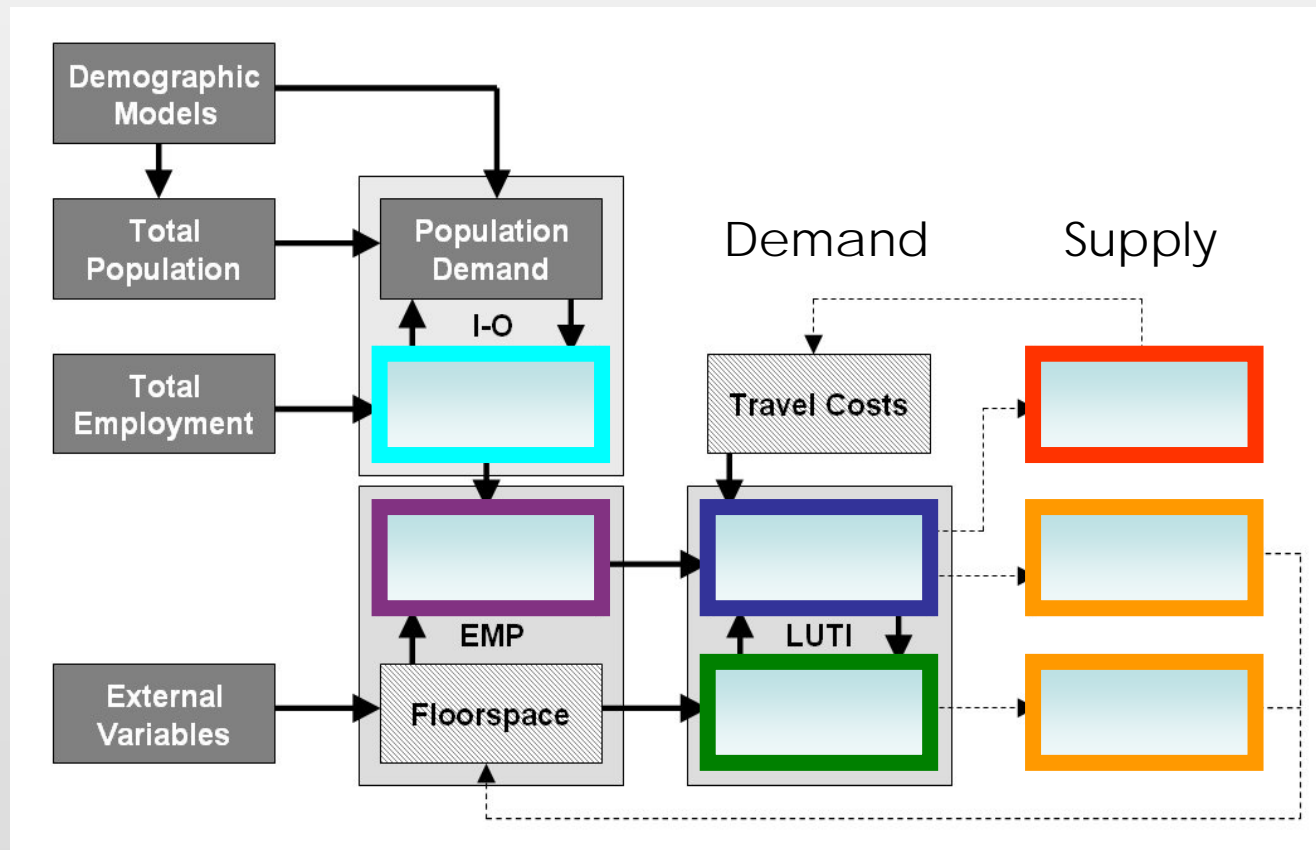 Demographic
Models
Total
Population
Population
Demand
Demand
Supply
I-O
Total
Employment
Travel Costs
EMP
LUTI
External
Variables
Floorspace